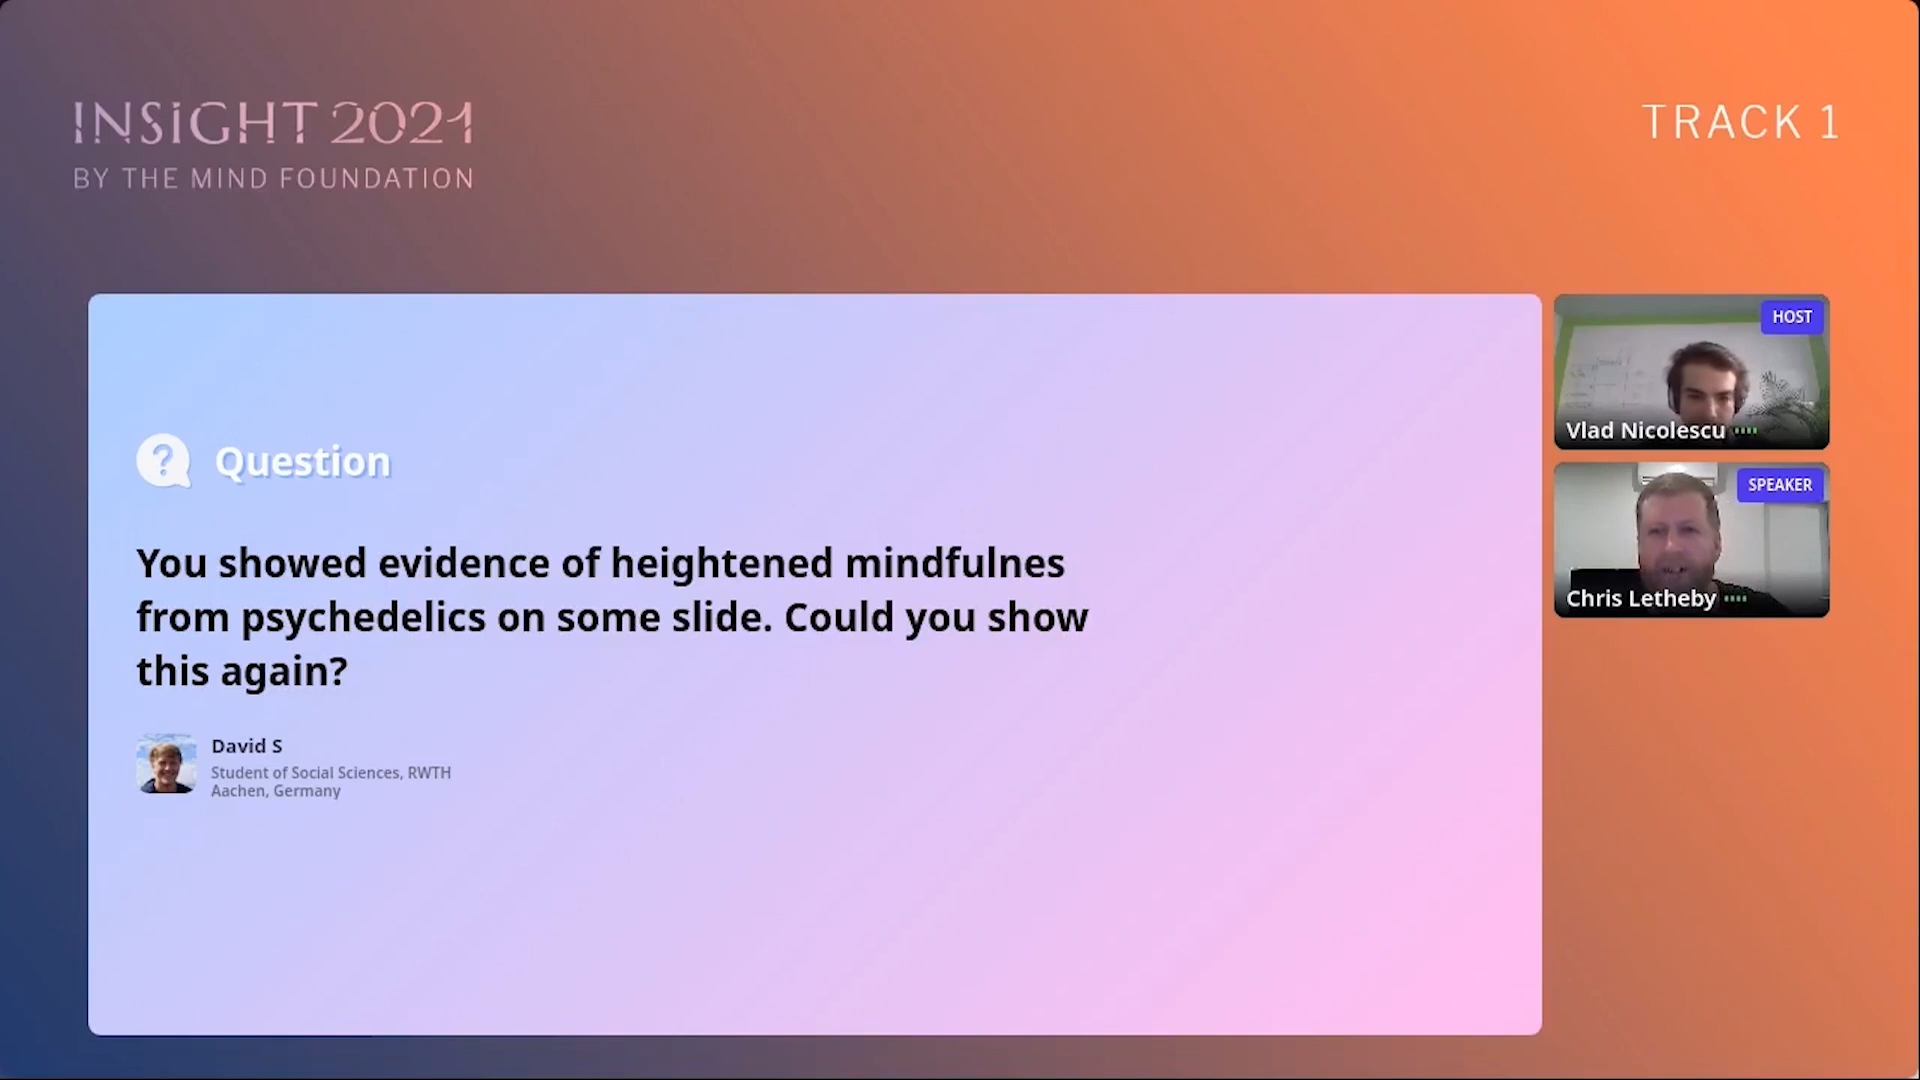 INSIGHT 2021
BY THE MIND FOUNDATION
TRACK 1
Question
You showed evidence of heightened mindfulnes
from psychedelics on some slide. Could you show
this again?
David S
Student of Social Sciences, RWTH
Aachen, Germany
HOST
Vlad Nicolescu
SPEAKER
Chris Letheby